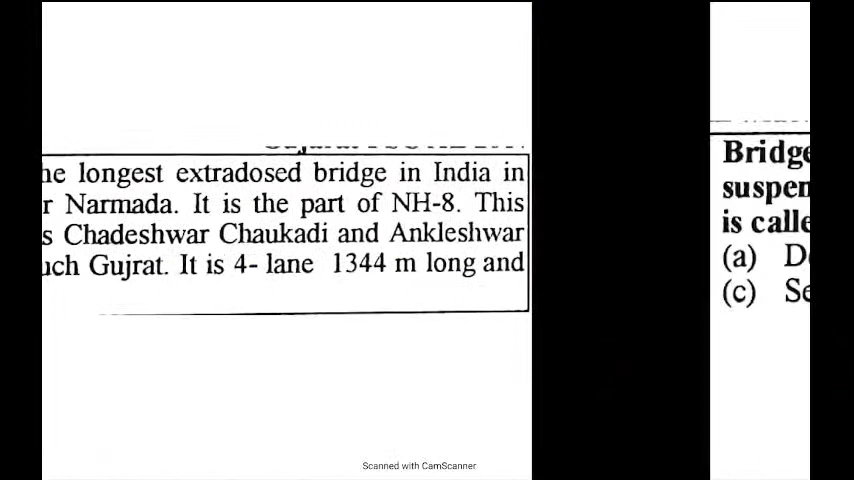 longest extradosed bridge in India in
r Narmada. It is the part of NH-8. This
s Chadeshwar Chaukadi and Ankleshwar
uch Gujrat. It is 4- lane 1344 m long and
Scanned with CamScanner
Bridge
suspen
is calle
(a) D
(c) Se